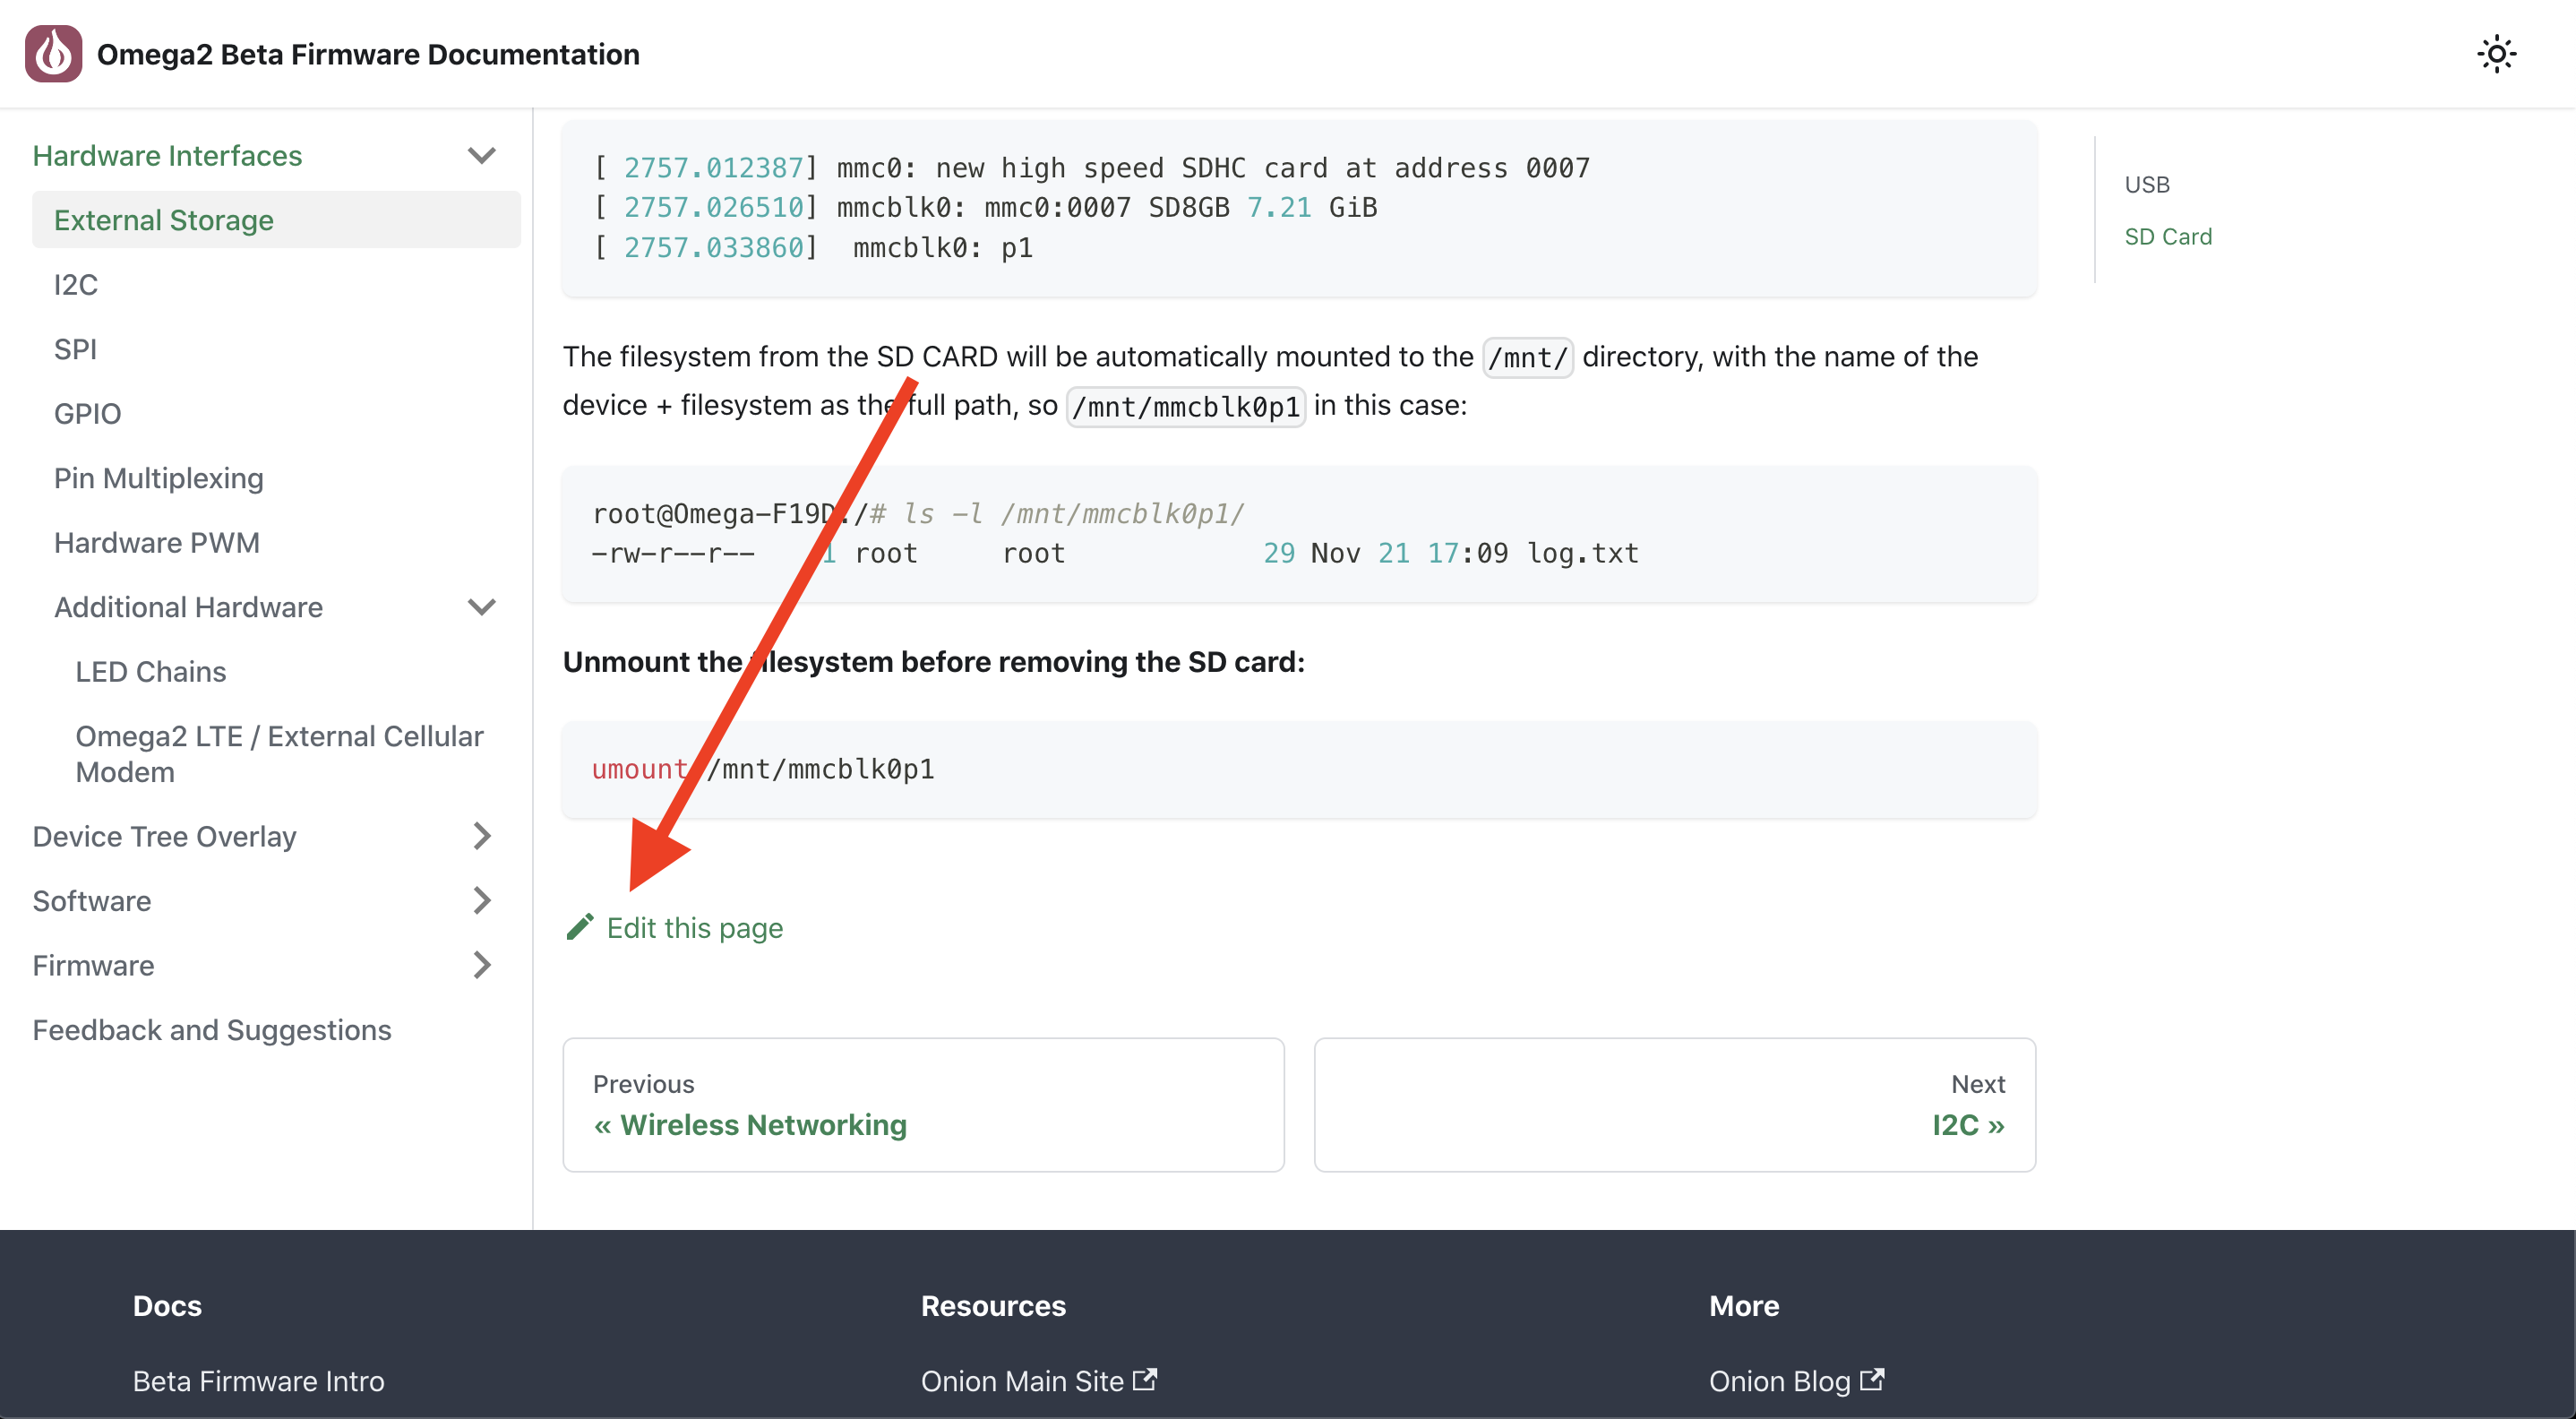 Omega2 Beta Firmware Documentation
Hardware Interfaces
External Storage
I2C
SPI
GPIO
Pin Multiplexing
Hardware PWM
Additional Hardware
LED Chains
Omega2 LTE / External Cellular
Modem
Device Tree Overlay
Software
Firmware
Feedback and Suggestions
[ 2757.012387] mmc0: new high speed SDHC card at address 0007
[ 2757.026510] mmcblk0: mmc0:0007 SD8GB 7.21 GiB
[ 2757.033860]  mmcblk0: p1
The filesystem from the SD CARD will be automatically mounted to the /mnt/ directory, with the name of the
device + filesystem as the full path, so /mnt/mmcblk0p1 in this case:
root@Omega-F19D:/# ls -l /mnt/mmcblk0p1/
-rw-r--r--    1 root     root            29 Nov 21 17:09 log.txt
Unmount the filesystem before removing the SD card:
umount /mnt/mmcblk0p1
Edit this page
Previous
« Wireless Networking
Next
I2C »
USB
SD Card
Docs
Beta Firmware Intro
Resources
Onion Main Site
More
Onion Blog